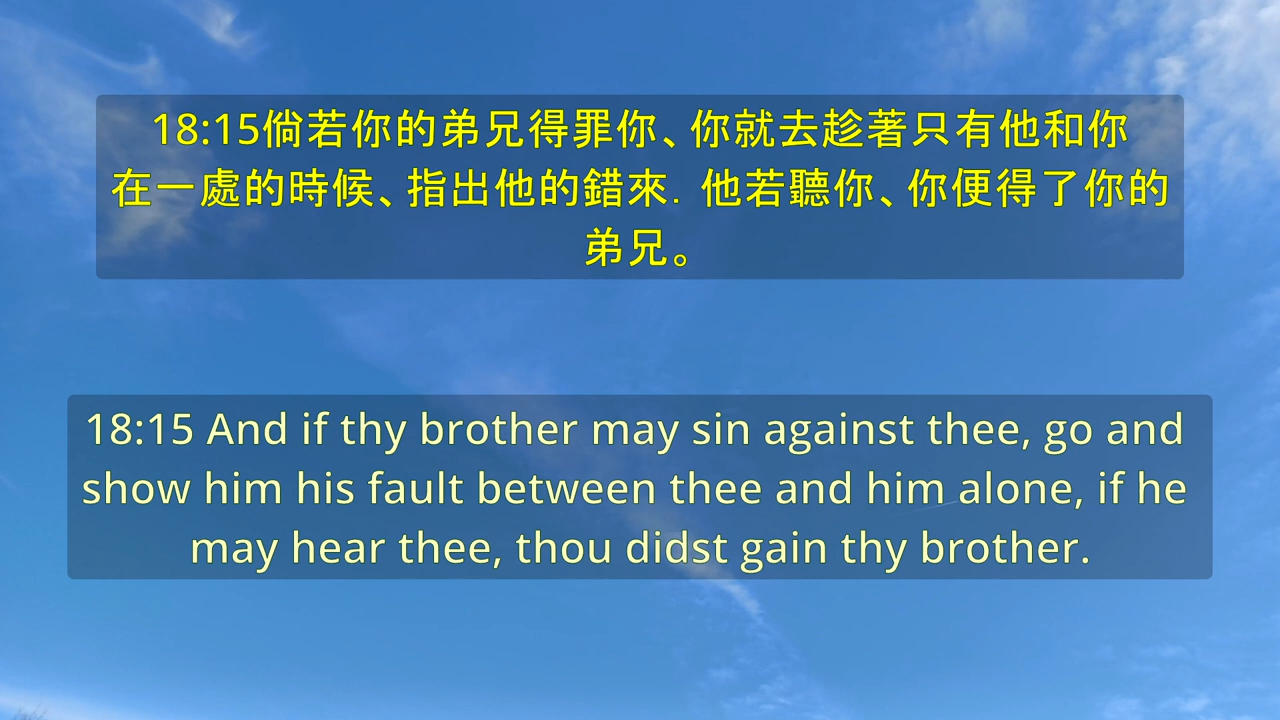 18:15倘若你的弟兄得罪你、你就去趁著只有他和你
在一處的時候、指出他的錯來．他若聽你、你便得了你的
弟兄。
18:15 And if thy brother may sin against thee, go and
show him his fault between thee and him alone, if he
may hear thee, thou didst gain thy brother.